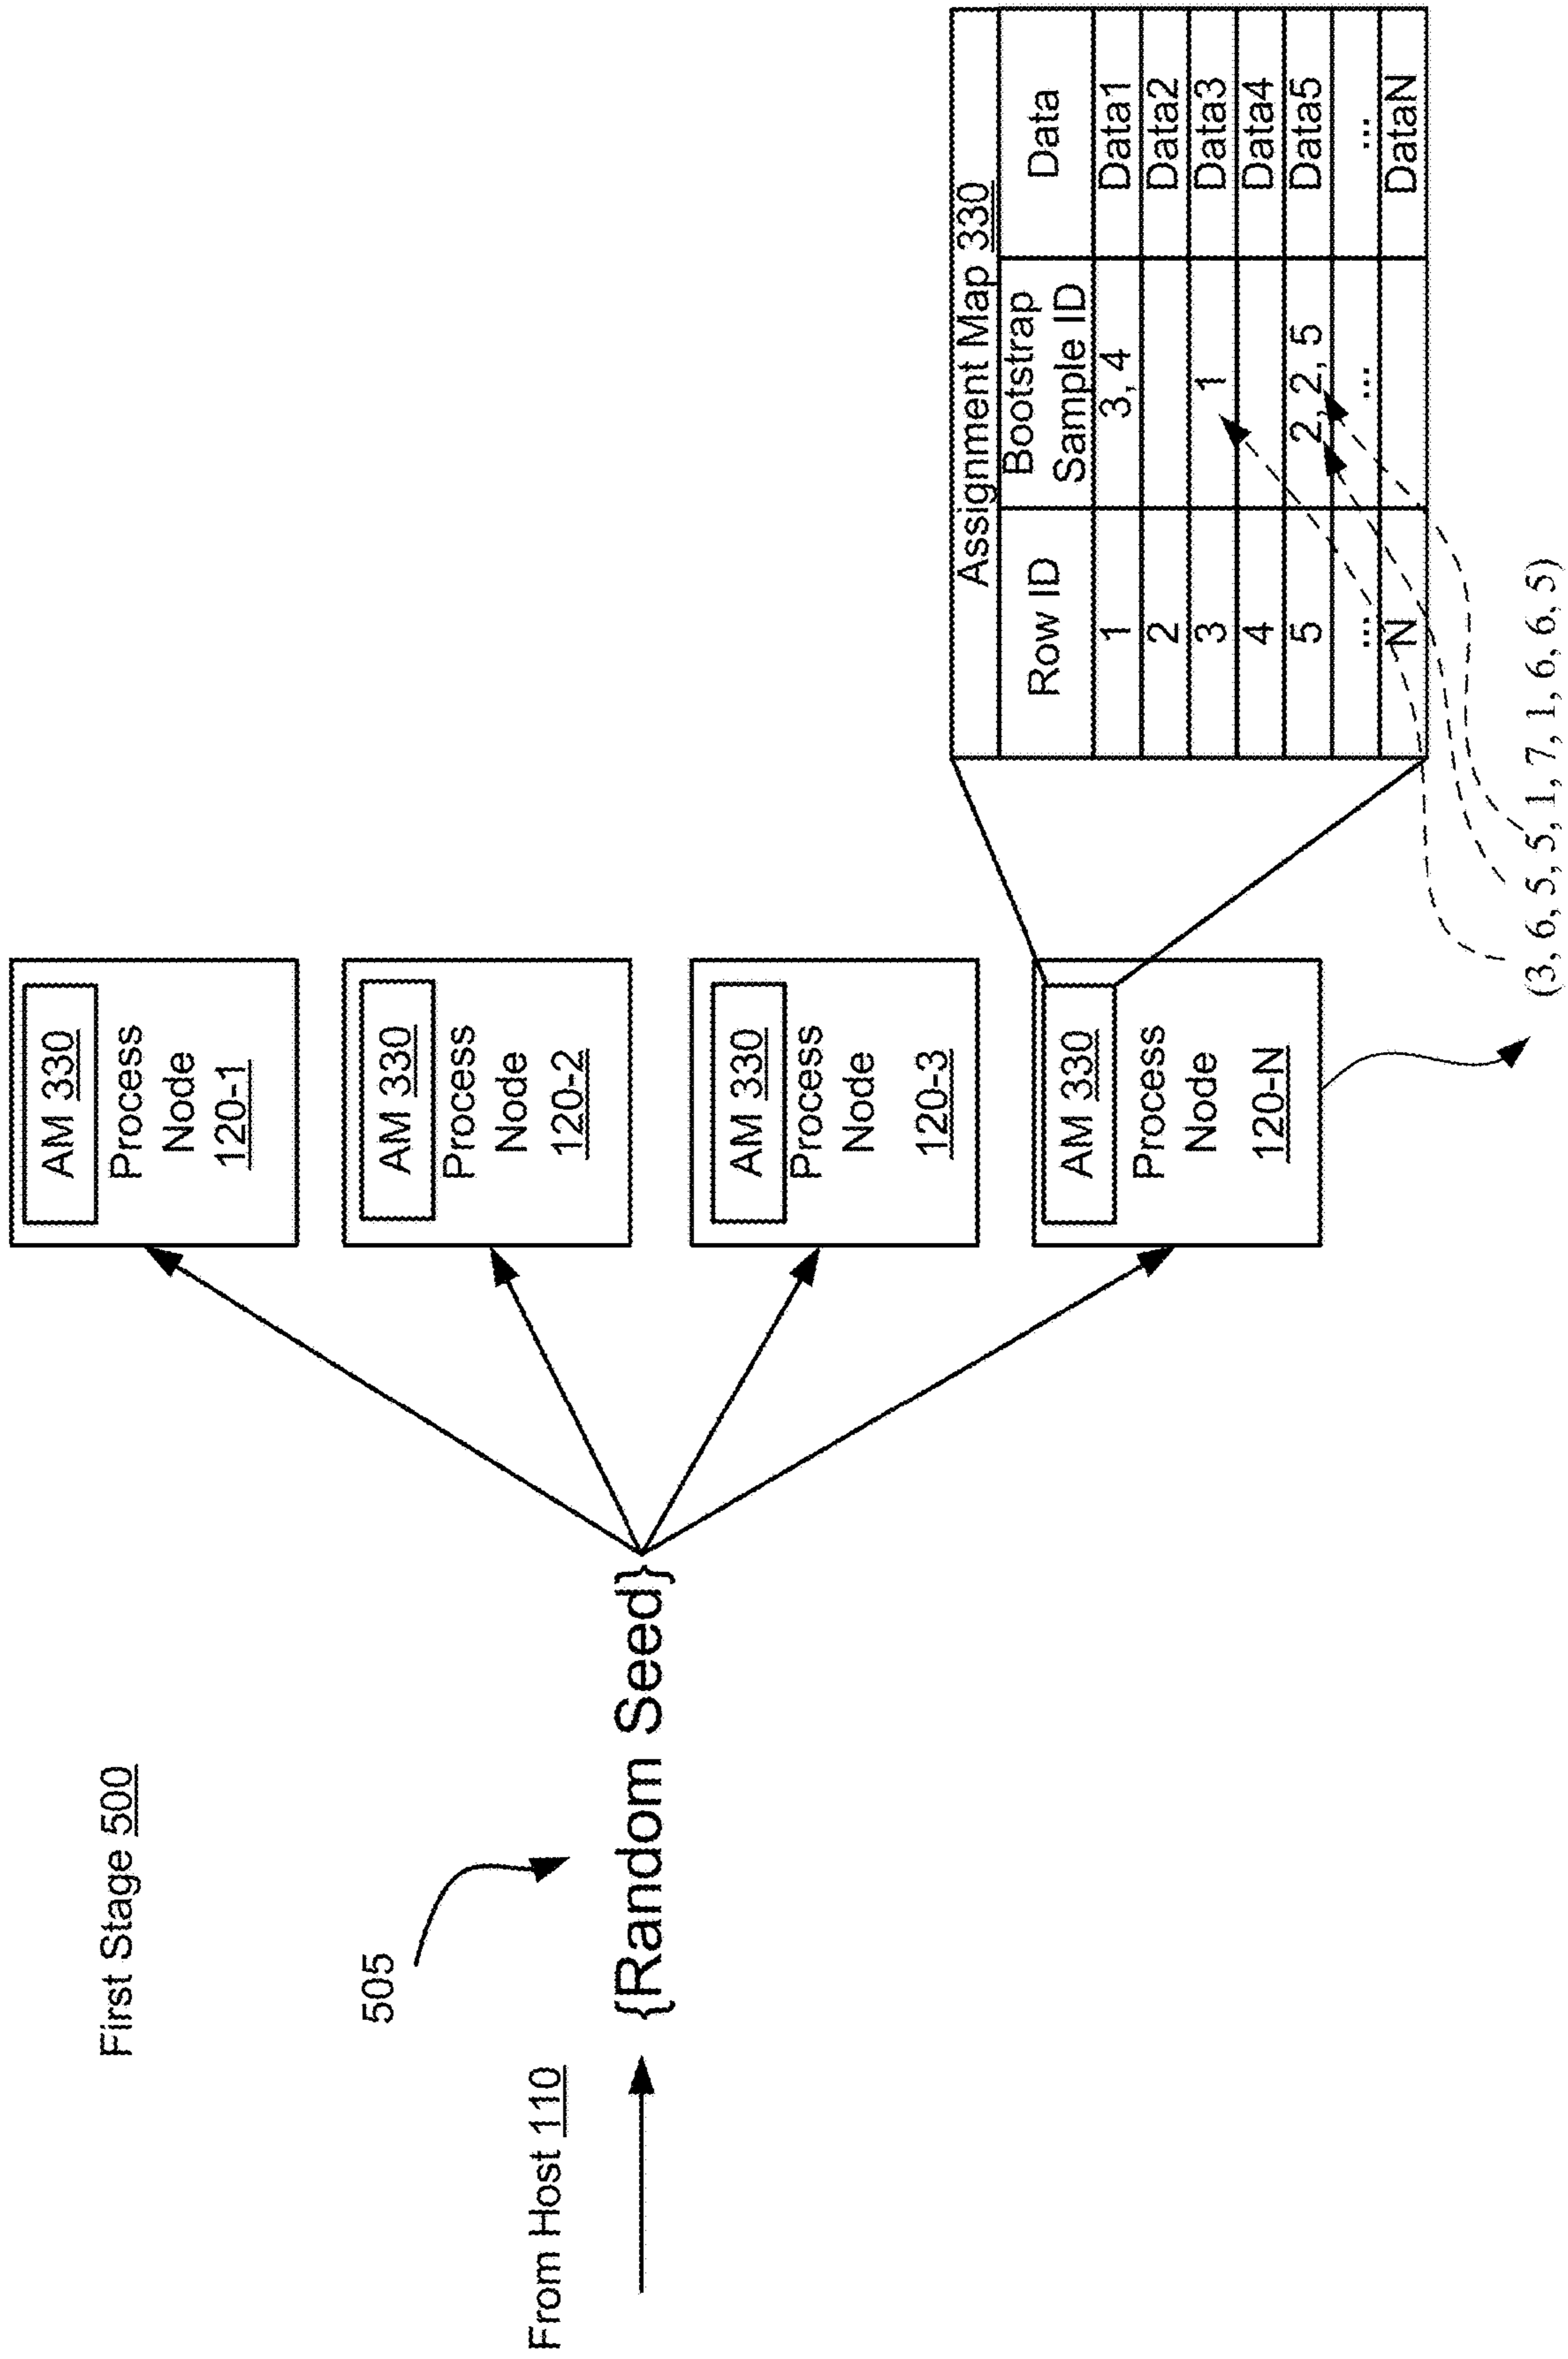 First Stage 500
505
From Host 110
{Random Seed}
AM 330
Process
Node
120-1
AM 330
Process
Node
120-2
AM 330
Process
Node
120-3
AM 330
Process
Node
120-N
Assignment Map 330
Row ID Bootstrap Sample ID Data
1 3, 4 Data1
2 Data2
3 1 Data3
4 Data4
5 2, 2, 5 Data5
... ... ...
N DataN
(3, 6, 5, 5, 1, 7, 1, 6, 6, 5)